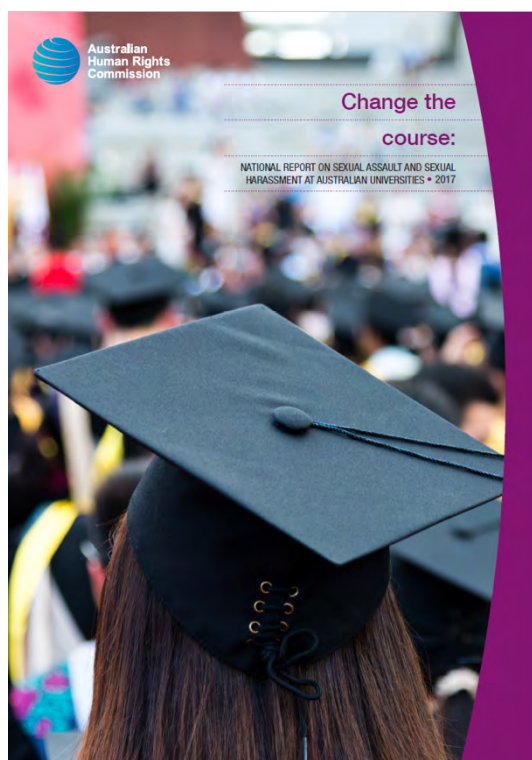 Australian
Human Rights
Commission
Change the
course:
NATIONAL REPORT ON SEXUAL ASSAULT AND SEXUAL
HARASSMENT AT AUSTRALIAN UNIVERSITIES • 2017